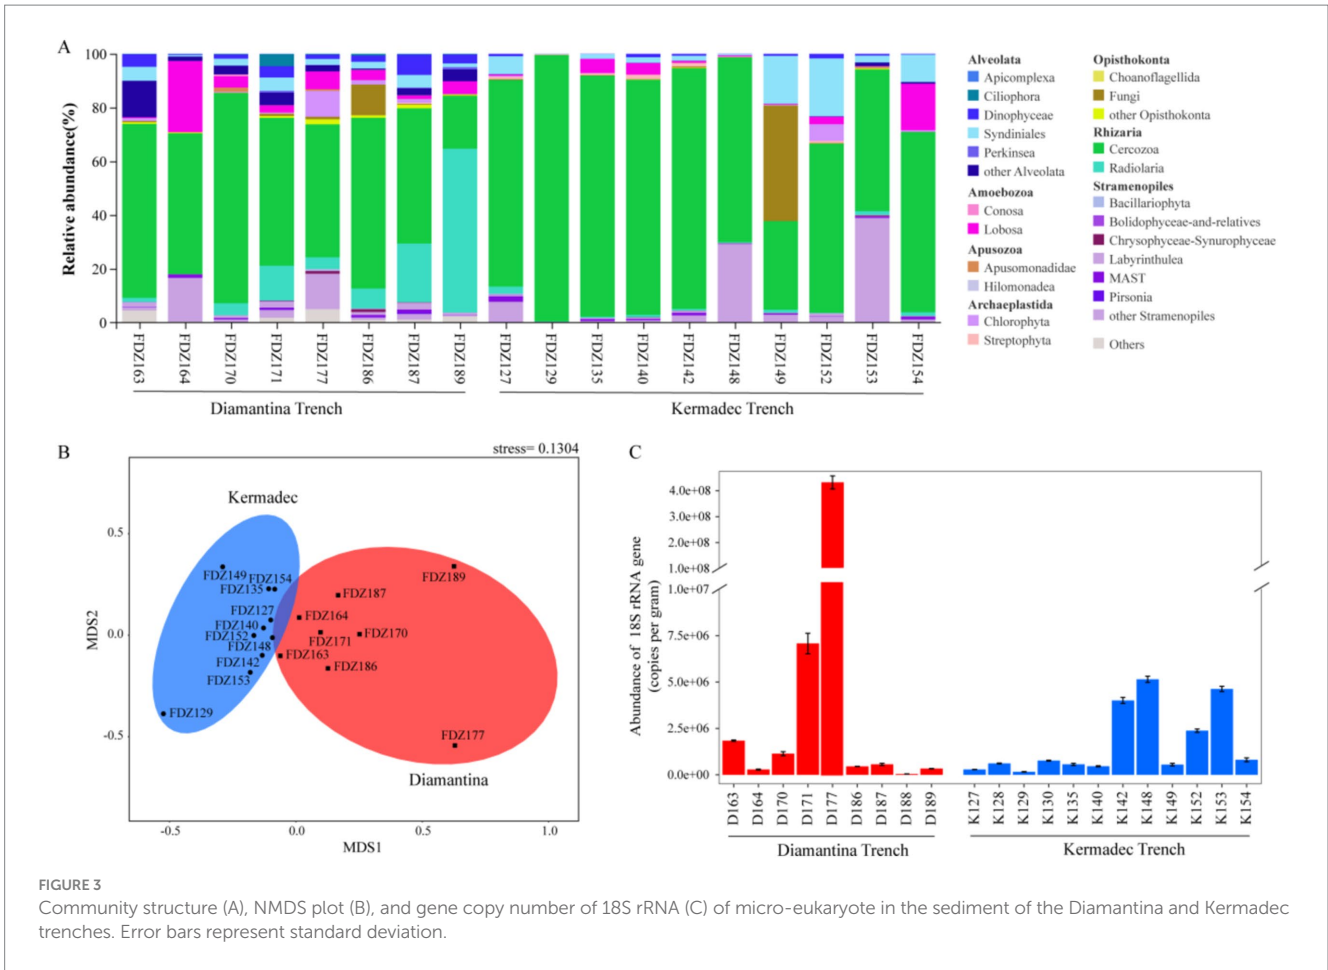 A
Relative abundance(%)
100
80
60
40
20
0
FDZ163
FDZ164
FDZ170
FDZ171
FDZ177
FDZ186
FDZ187
FDZ189
FDZ127
FDZ129
FDZ135
FDZ140
FDZ142
FDZ148
FDZ149
FDZ152
FDZ153
FDZ154
Diamantina Trench
Kermadec Trench
Alveolata
Apicomplexa
Ciliophora
Dinophyceae
Syndiniales
Perkinsea
other Alveolata
Amoebozoa
Conosa
Lobosa
Apusozoa
Apusomonadidae
Hilomonadea
Archaeplastida
Chlorophyta
Streptophyta
Opisthokonta
Choanoflagellida
Fungi
other Opisthokonta
Rhizaria
Cercozoa
Radiolaria
Stramenopiles
Bacillariophyta
Bolidophyceae-and-relatives
Chrysophyceae-Synurophyceae
Labyrinthulea
MAST
Pirsonia
other Stramenopiles
Others
B
stress= 0.1304
Kermadec
Diamantina
FDZ149
FDZ154
FDZ135
FDZ127
FDZ140
FDZ152
FDZ148
FDZ142
FDZ153
FDZ129
FDZ189
FDZ187
FDZ164
FDZ170
FDZ171
FDZ163
FDZ186
FDZ177
MDS2
0.5
0.0
-0.5
-0.5
0.0
0.5
1.0
MDS1
C
Abundance of 18S rRNA gene
(copies per gram)
4.0e+08
3.0e+08
2.0e+08
1.0e+08
1.0e+07
7.5e+06
5.0e+06
2.5e+06
0.0e+00
D163
D164
D170
D171
D177
D186
D187
D188
D189
K127
K128
K129
K130
K135
K140
K142
K148
K149
K152
K153
K154
Diamantina Trench
Kermadec Trench
FIGURE 3
Community structure (A), NMDS plot (B), and gene copy number of 18S rRNA (C) of micro-eukaryote in the sediment of the Diamantina and Kermadec
trenches. Error bars represent standard deviation.